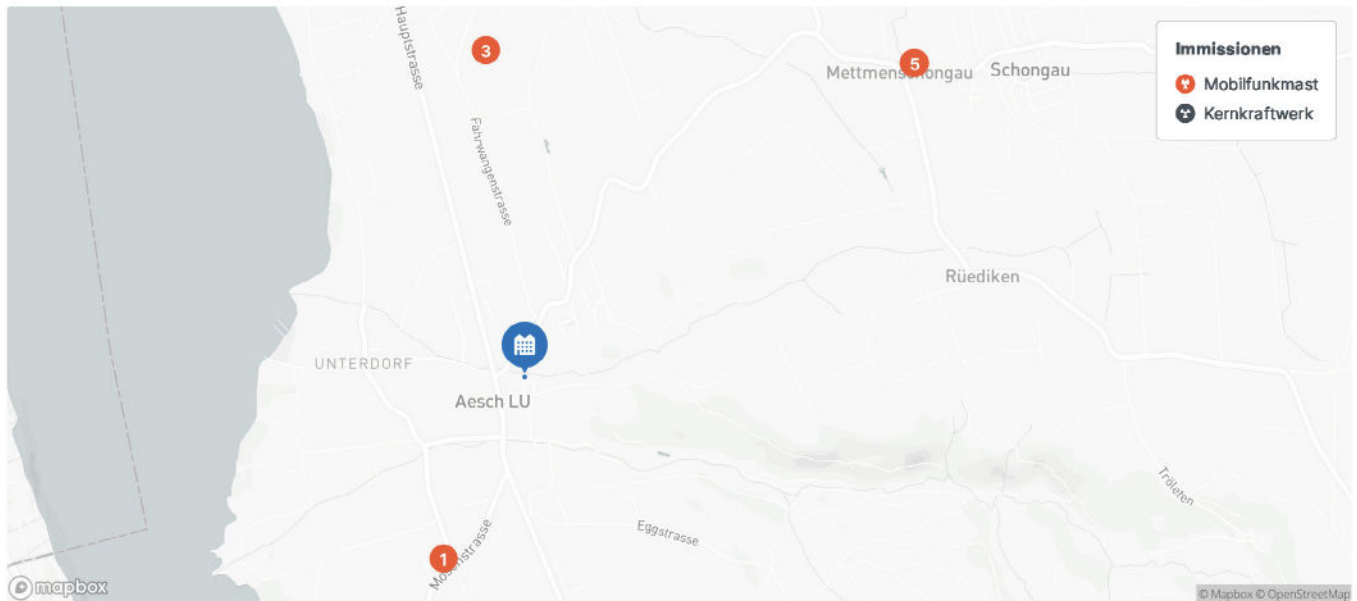 Hauptstrasse
3
5
Mettmenschongau
Schongau
Immissionen
Mobilfunkmast
Kernkraftwerk
Fahrwangenstrasse
Rüediken
UNTERDORF
Aesch LU
Tröleten
Eggstrasse
1
Mosenstrasse
mapbox
© Mapbox © OpenStreetMap